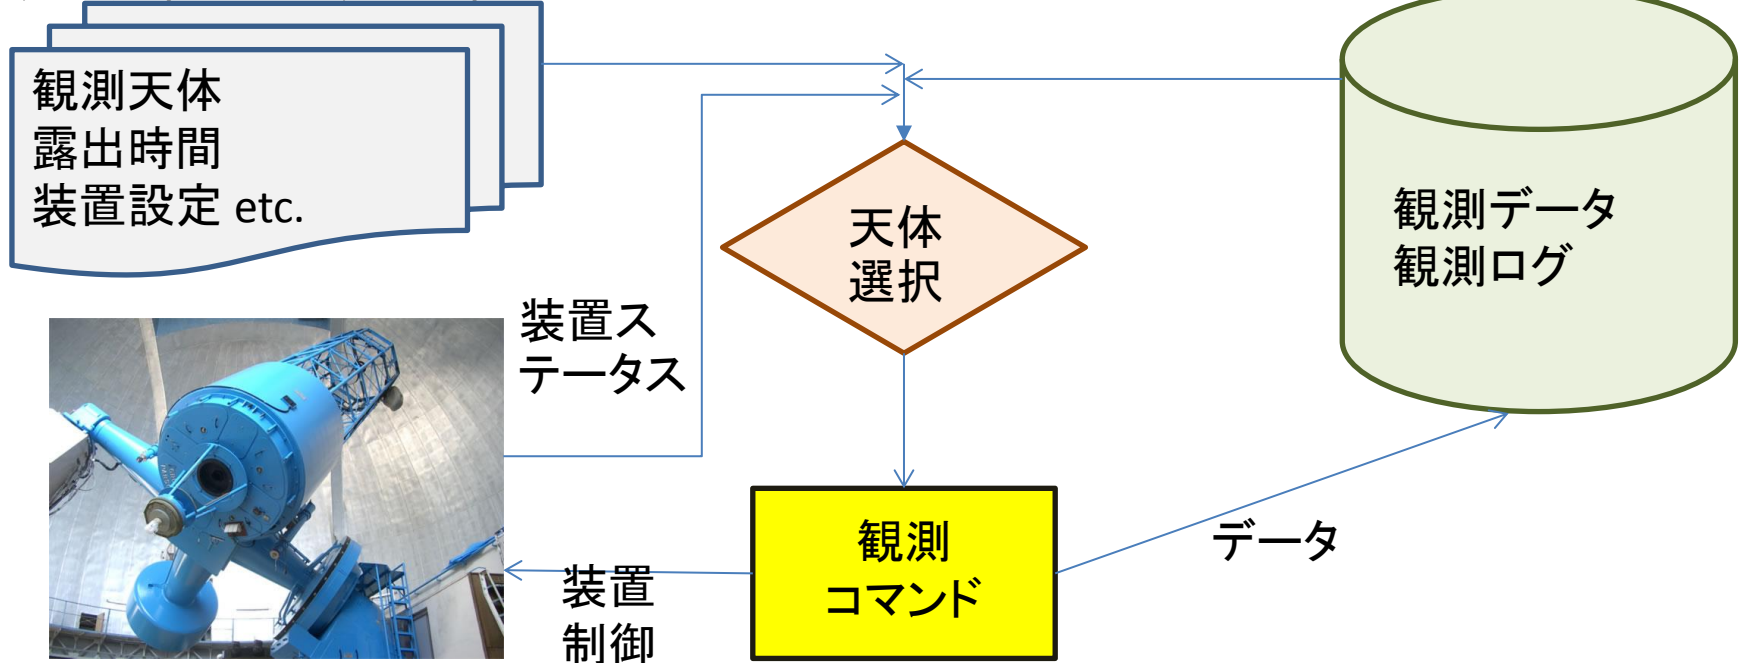 観測天体
露出時間
装置設定 etc.
天体
選択
観測データ
観測ログ
装置ス
テータス
観測
コマンド
データ
装置
制御